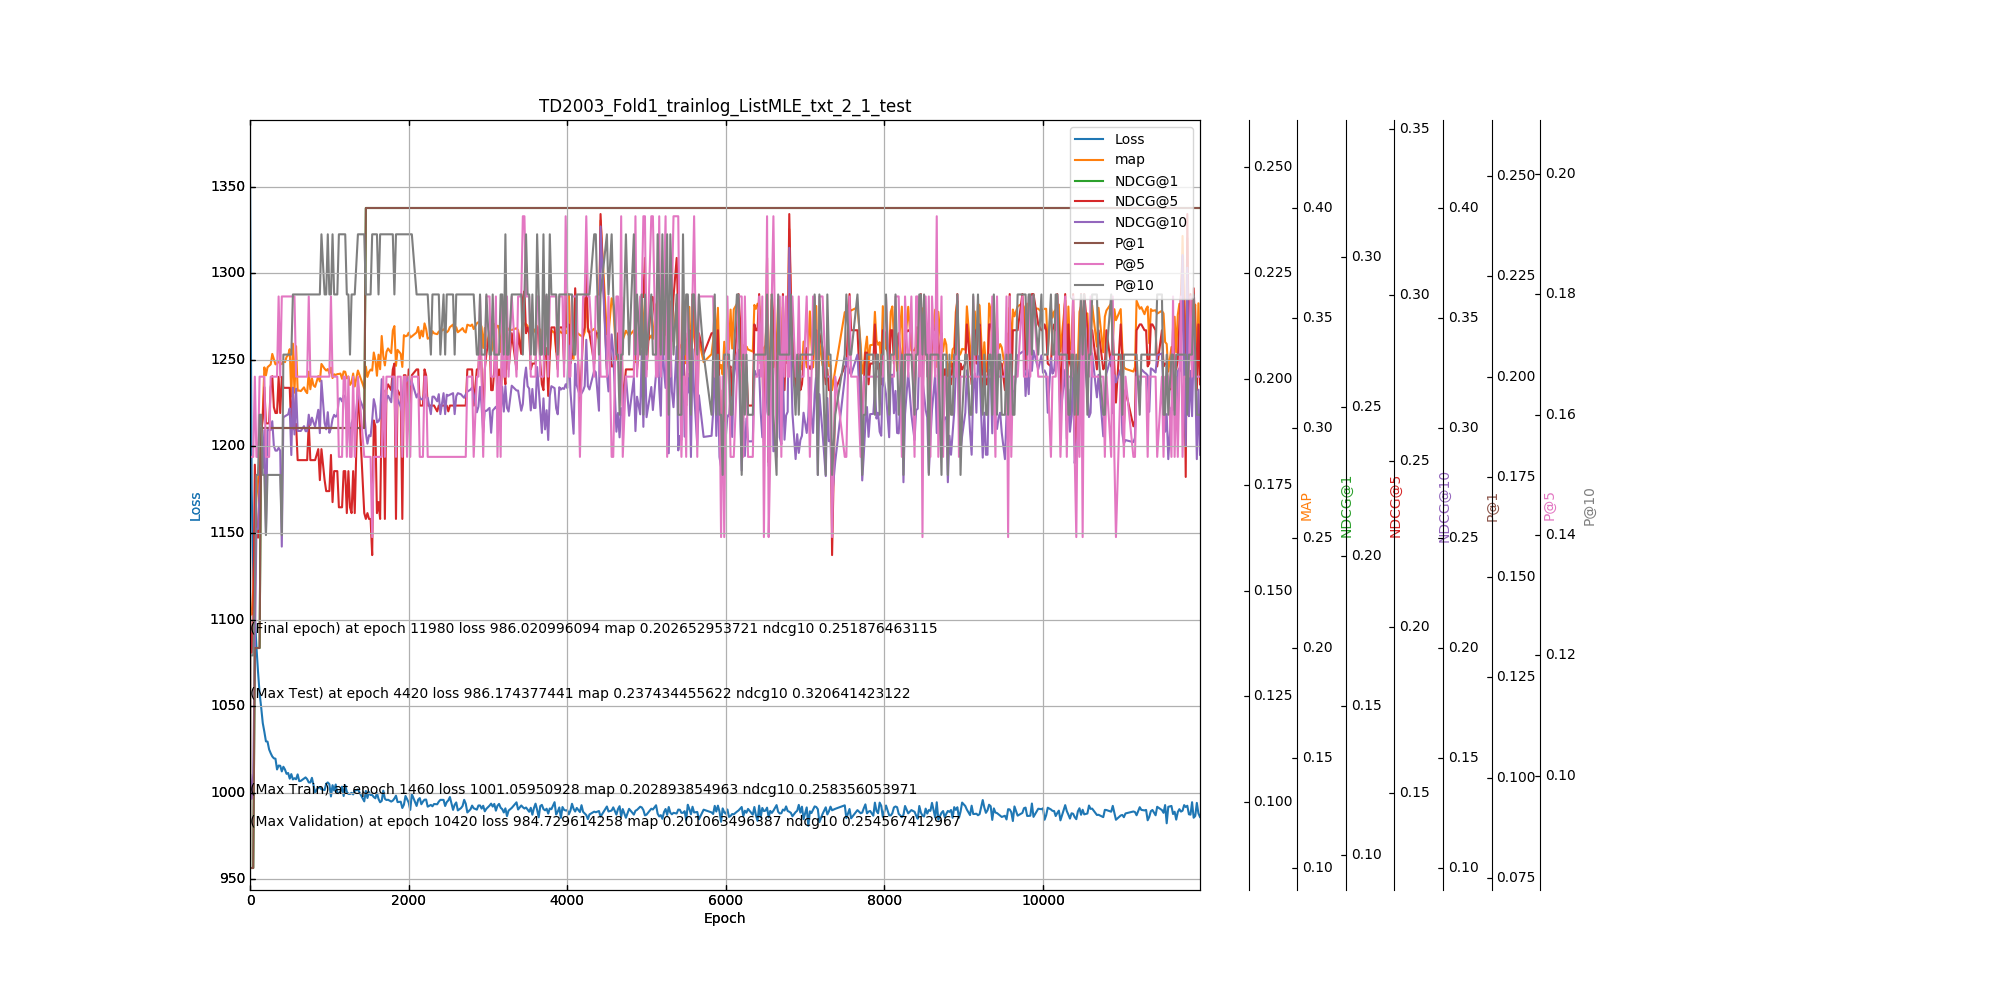 TD2003_Fold1_trainlog_ListMLE_txt_2_1_test
Loss
map
NDCG@1
NDCG@5
NDCG@10
P@1
P@5
P@10
1350
1300
1250
1200
1150
1100
1050
1000
950
Loss
(Final epoch) at epoch 11980 loss 986.020996094 map 0.202652953721 ndcg10 0.251876463115
(Max Test) at epoch 4420 loss 986.174377441 map 0.237434455622 ndcg10 0.320641423122
(Max Train) at epoch 1460 loss 1001.05950928 map 0.202893854963 ndcg10 0.258356053971
(Max Validation) at epoch 10420 loss 984.729614258 map 0.201063496387 ndcg10 0.254567412967
0 2000 4000 6000 8000 10000
Epoch
0.250
0.225
0.200
0.175
0.150
0.125
0.100
MAP
0.40
0.35
0.30
0.25
0.20
0.15
0.10
NDCG@1
0.35
0.30
0.25
0.20
0.15
0.10
NDCG@5
0.35
0.30
0.25
0.20
0.15
NDCG@10
0.40
0.35
0.30
0.25
0.20
0.15
0.10
P@1
0.250
0.225
0.200
0.175
0.150
0.125
0.100
0.075
P@5
0.20
0.18
0.16
0.14
0.12
0.10
P@10